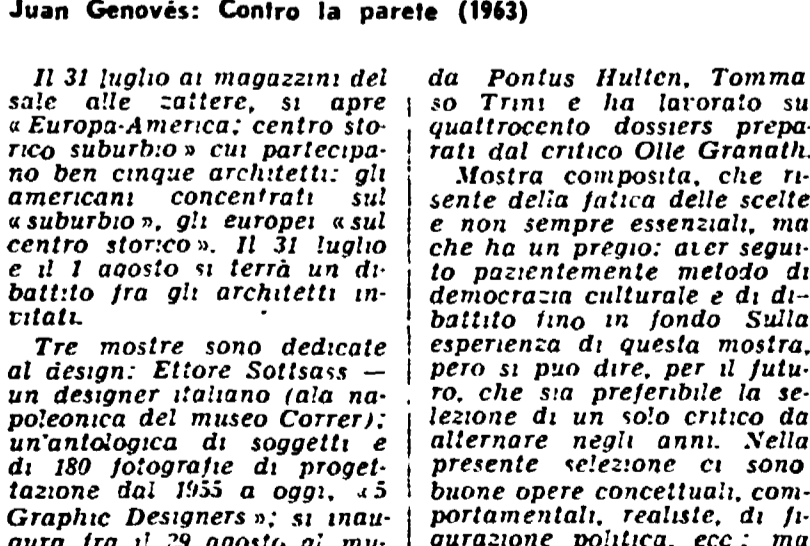 Juan Genovés: Contro la parete (1963)
Il 31 luglio ai magazzini del
sale alle zattere, si apre
« Europa-America: centro sto-
rico suburbio » cui partecipa-
no ben cinque architetti: gli
americani concentrati sul
« suburbio », gli europei « sul
centro storico ». Il 31 luglio
e il 1 agosto si terrà un di-
battito fra gli architetti in-
vitati.
Tre mostre sono dedicate
al design: Ettore Sottsass —
un designer italiano (ala na-
poleonica del museo Correr);
un'antologica di soggetti e
di 180 fotografie di proget-
tazione dal 1955 a oggi, « 5
Graphic Designers »; si inau-
gura fra il 29 agosto al mu-
da Pontus Hulten, Tomma
so Trini e ha lavorato su
quattrocento dossiers prepa-
rati dal critico Olle Granath.
Mostra composita, che ri-
sente della fatica delle scelte
e non sempre essenziali, ma
che ha un pregio: aver segui-
to pazientemente metodo di
democrazia culturale e di di-
battito fino in fondo Sulla
esperienza di questa mostra,
pero si puo dire, per il futu-
ro, che sia preferibile la se-
lezione di un solo critico da
alternare negli anni. Nella
presente selezione ci sono
buone opere concettuali, com-
portamentali, realiste, di fi-
gurazione politica, ecc; ma